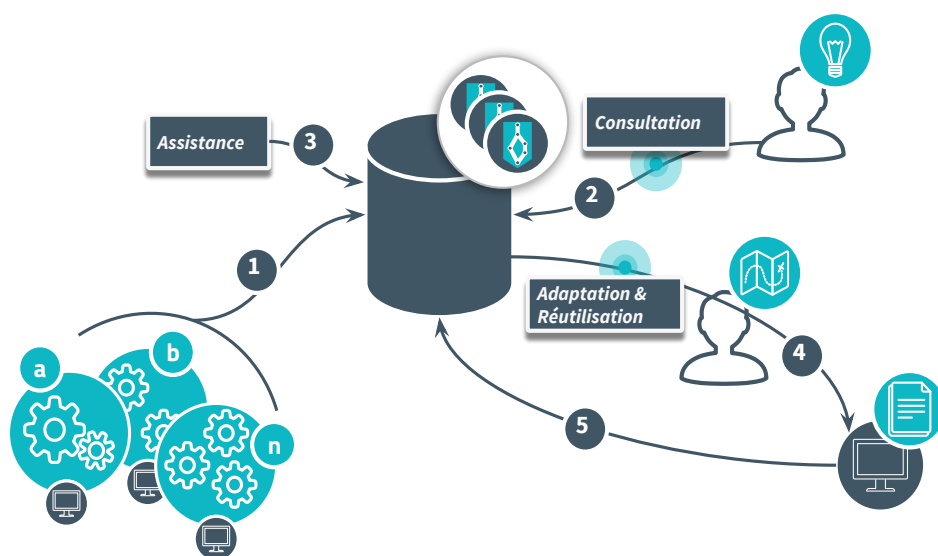 Consultation
Assistance
3
2
1
Adaptation &
Réutilisation
4
a
b
5
n